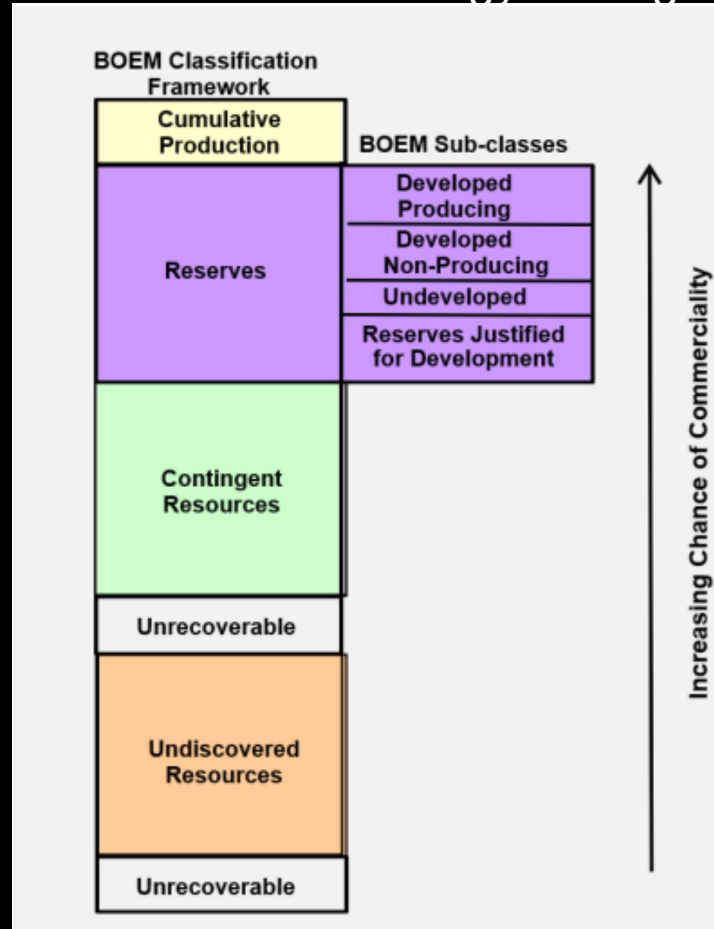 BOEM Classification
Framework
Cumulative
Production
BOEM Sub-classes
Reserves
Developed
Producing
Developed
Non-Producing
Undeveloped
Reserves Justified
for Development
Contingent
Resources
Unrecoverable
Undiscovered
Resources
Unrecoverable
Increasing Chance of Commerciality